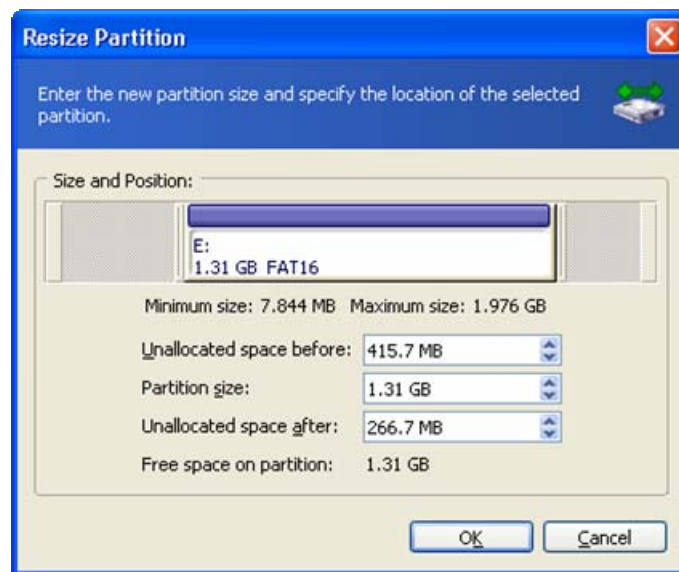 Resize Partition
Enter the new partition size and specify the location of the selected
partition.
Size and Position:
E:
1.31 GB FAT16
Minimum size: 7.844 MB Maximum size: 1.976 GB
Unallocated space before: 415.7 MB
Partition size: 1.31 GB
Unallocated space after: 266.7 MB
Free space on partition: 1.31 GB
OK Cancel